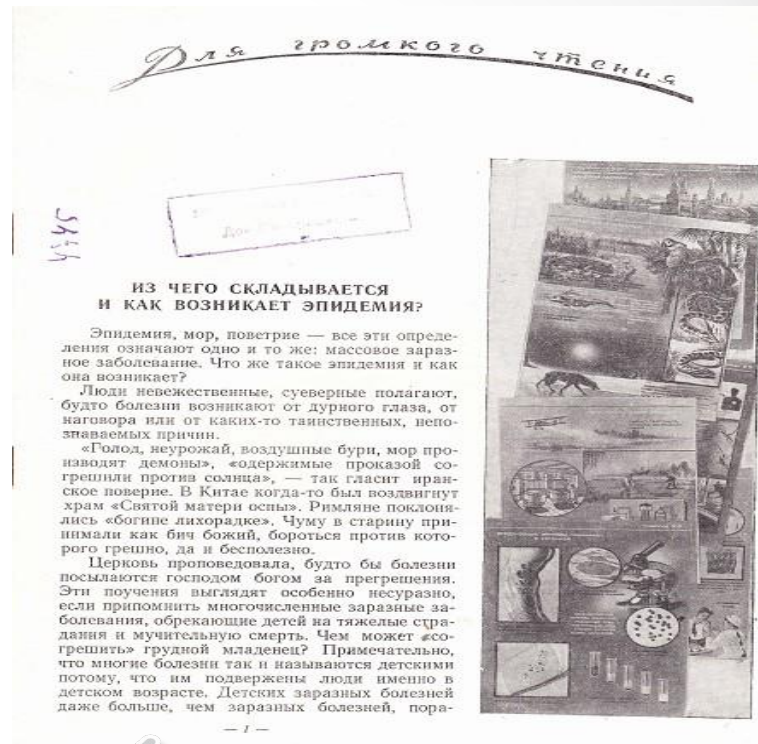 Для громкого чтения
4545
ИЗ ЧЕГО СКЛАДЫВАЕТСЯ
И КАК ВОЗНИКАЕТ ЭПИДЕМИЯ?
Эпидемия, мор, поветрие — все эти опреде-
ления означают одно и то же: массовое зараз-
ное заболевание. Что же такое эпидемия и как
она возникает?
Люди невежественные, суеверные полагают,
будто болезни возникают от дурного глаза, от
наговора или от каких-то таинственных, непо-
знаваемых причин.
«Голод, неурожай, воздушные бури, мор про-
изводят демоны», «одержимые проказой со-
грешили против солнца», — так гласит иран-
ское поверие. В Китае когда-то был воздвигнут
храм «Святой матери оспы». Римляне поклоня-
лись «богине лихорадке». Чуму в старину при-
нимали как бич божий, бороться против кото-
рого грешно, да и бесполезно.
Церковь проповедовала, будто бы болезни
посылаются господом богом за прегрешения.
Эти поучения выглядят особенно несуразно,
если припомнить многочисленные заразные за-
болевания, обрекающие детей на тяжелые стра-
дания и мучительную смерть. Чем может «со-
грешить» грудной младенец? Примечательно,
что многие болезни так и называются детскими
потому, что им подвержены люди именно в
детском возрасте. Детских заразных болезней
даже больше, чем заразных болезней, пора-
— 1 —